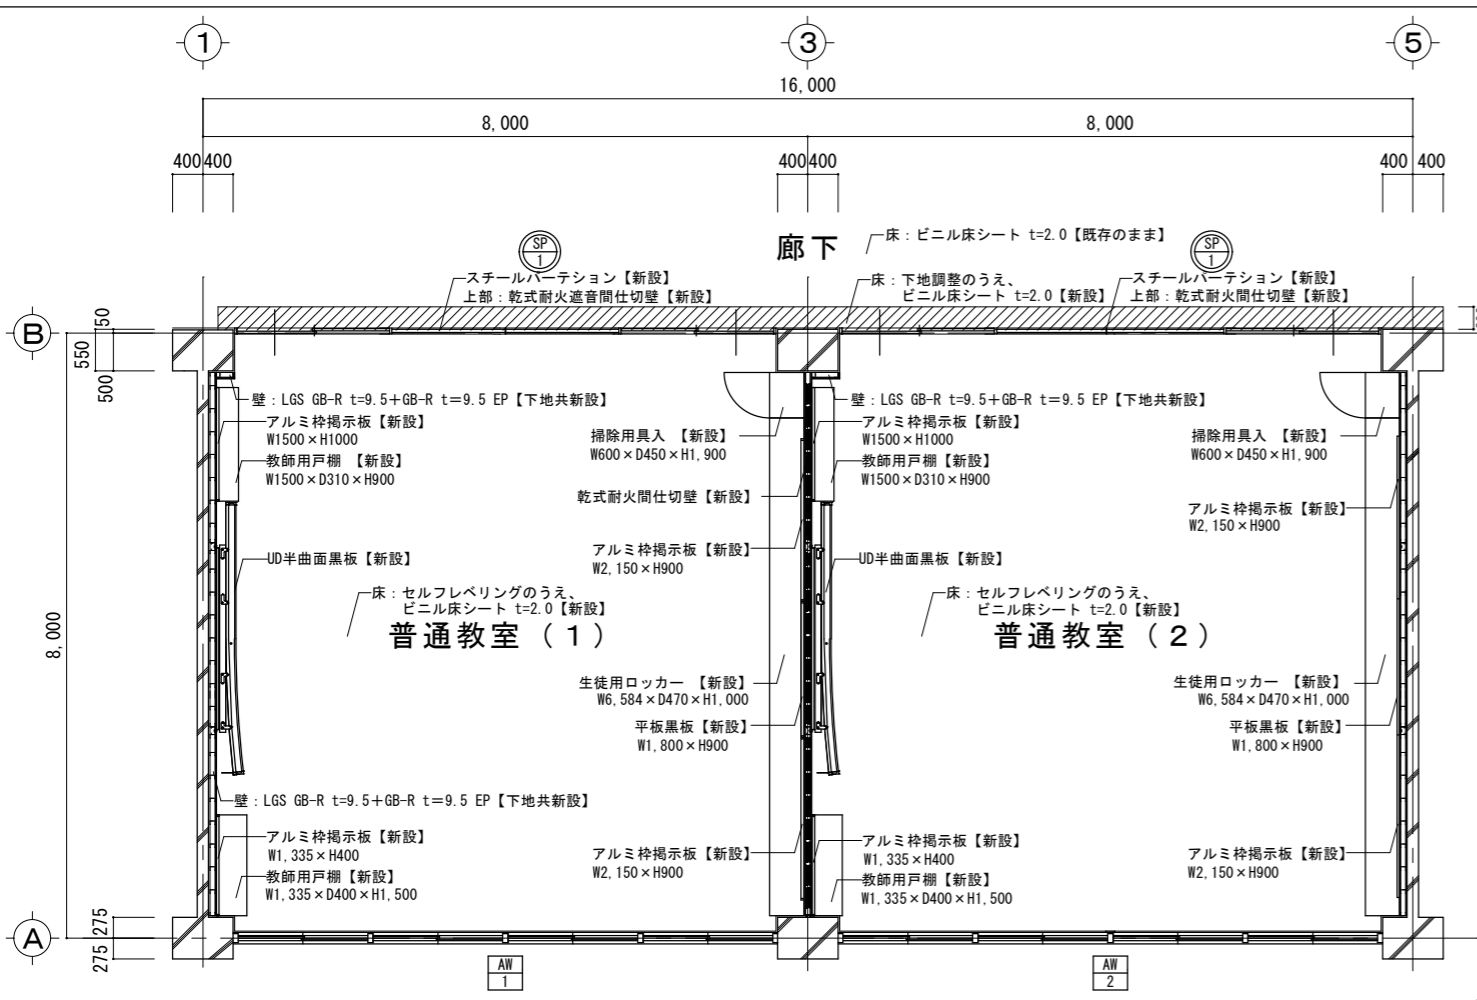 1
3
5
16,000
8,000
8,000
400 400
400 400
400 400
廊下
床：ビニル床シート t=2.0【既存のまま】
SP
1
SP
1
スチールパーテション【新設】
上部：乾式耐火遮音間仕切壁【新設】
床：下地調整のうえ、
ビニル床シート t=2.0【新設】
スチールパーテション【新設】
上部：乾式耐火間仕切壁【新設】
B
50
550
500
壁：LGS GB-R t=9.5+GB-R t=9.5 EP【下地共新設】
アルミ枠掲示板【新設】
W1500×H1000
教師用戸棚 【新設】
W1500×D310×H900
掃除用具入 【新設】
W600×D450×H1,900
乾式耐火間仕切壁【新設】
UD半曲面黒板【新設】
アルミ枠掲示板【新設】
W2,150×H900
床：セルフレベリングのうえ、
ビニル床シート t=2.0【新設】
普通教室（１）
生徒用ロッカー 【新設】
W6,584×D470×H1,000
平板黒板【新設】
W1,800×H900
壁：LGS GB-R t=9.5+GB-R t=9.5 EP【下地共新設】
アルミ枠掲示板【新設】
W1,335×H400
教師用戸棚【新設】
W1,335×D400×H1,500
アルミ枠掲示板【新設】
W2,150×H900
壁：LGS GB-R t=9.5+GB-R t=9.5 EP【下地共新設】
アルミ枠掲示板【新設】
W1500×H1000
教師用戸棚【新設】
W1500×D310×H900
掃除用具入 【新設】
W600×D450×H1,900
アルミ枠掲示板【新設】
W2,150×H900
UD半曲面黒板【新設】
床：セルフレベリングのうえ、
ビニル床シート t=2.0【新設】
普通教室（２）
生徒用ロッカー 【新設】
W6,584×D470×H1,000
平板黒板【新設】
W1,800×H900
アルミ枠掲示板【新設】
W1,335×H400
教師用戸棚【新設】
W1,335×D400×H1,500
アルミ枠掲示板【新設】
W2,150×H900
8,000
275
275
A
AW
1
AW
2